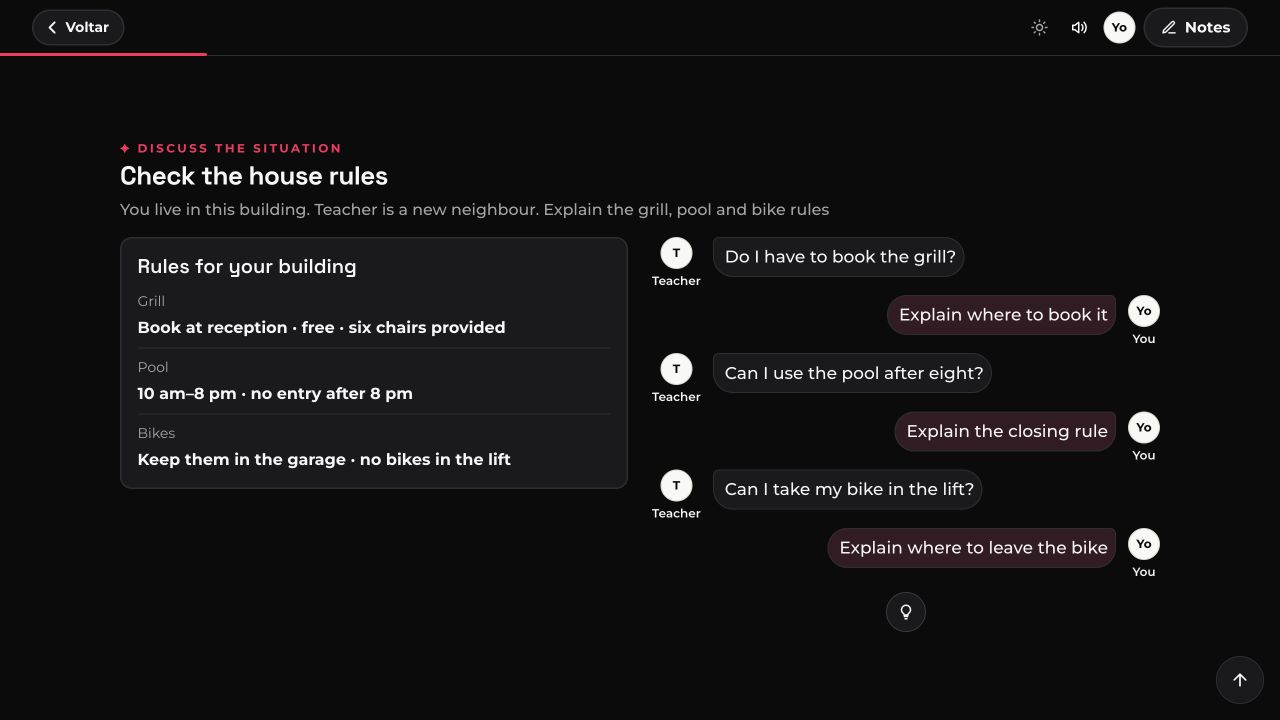 Voltar
Yo
Notes
DISCUSS THE SITUATION
Check the house rules
You live in this building. Teacher is a new neighbour. Explain the grill, pool and bike rules
Rules for your building
Grill
Book at reception · free · six chairs provided
Pool
10 am–8 pm · no entry after 8 pm
Bikes
Keep them in the garage · no bikes in the lift
T
Teacher
Do I have to book the grill?
Explain where to book it
Yo
You
T
Teacher
Can I use the pool after eight?
Explain the closing rule
Yo
You
T
Teacher
Can I take my bike in the lift?
Explain where to leave the bike
Yo
You